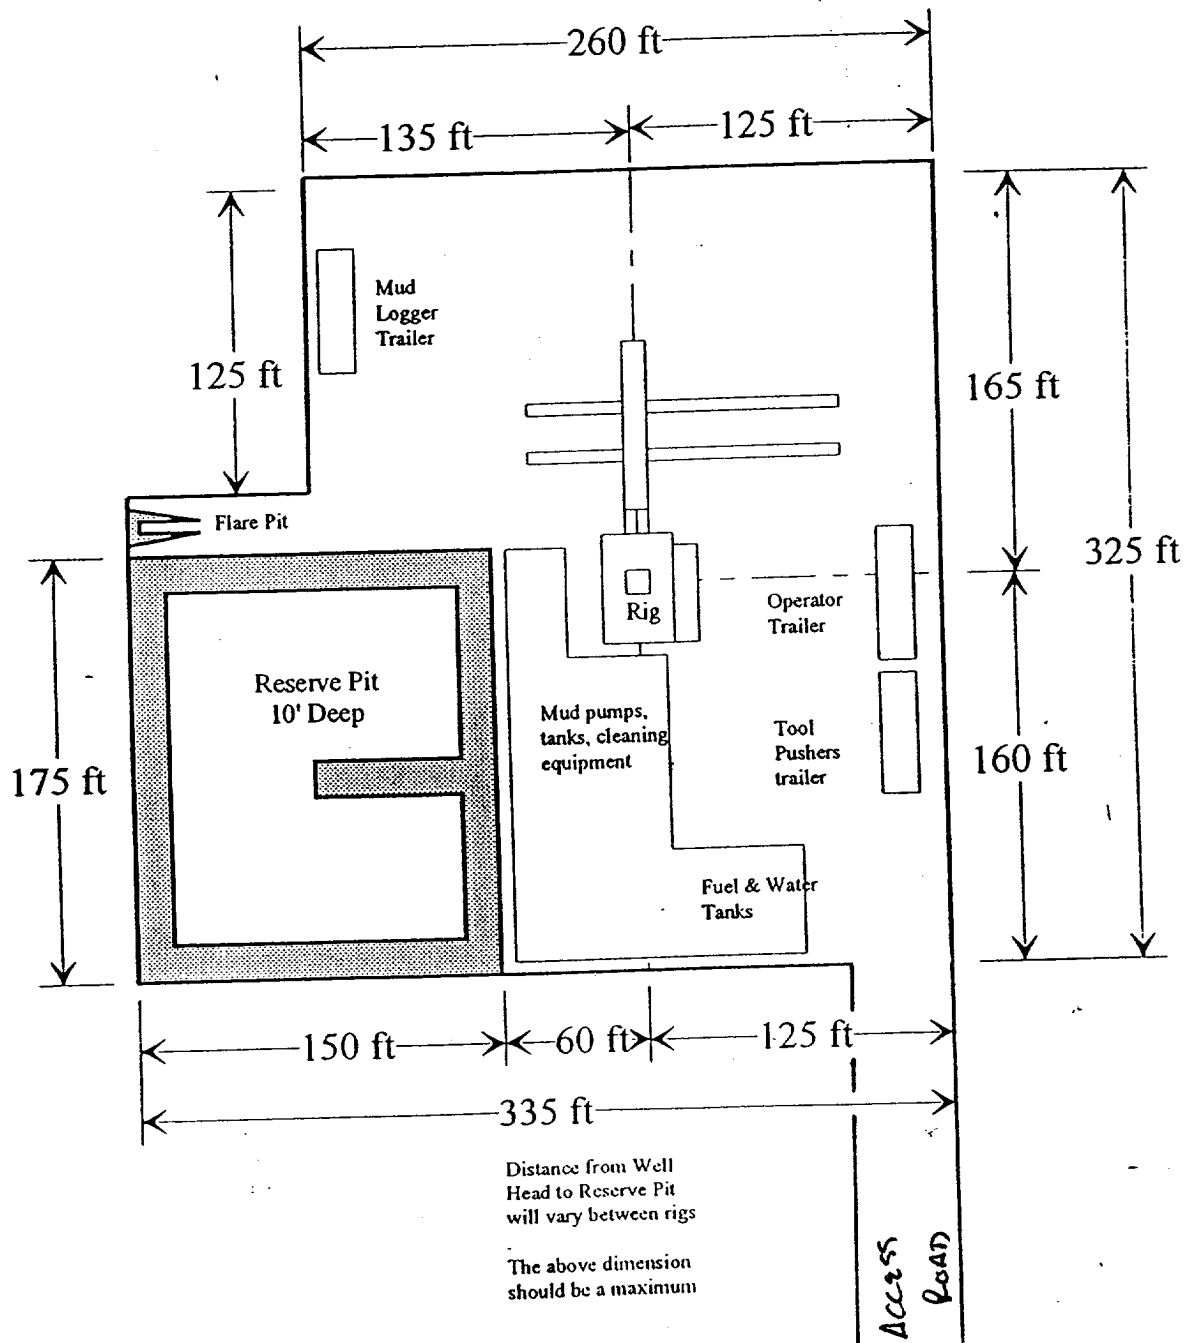 260 ft
135 ft
125 ft
Mud
Logger
Trailer
125 ft
165 ft
Flare Pit
325 ft
Operator
Trailer
Rig
Reserve Pit
10' Deep
Mud pumps,
tanks, cleaning
equipment
Tool
Pushers
trailer
175 ft
160 ft
Fuel & Water
Tanks
150 ft
60 ft
125 ft
335 ft
Distance from Well
Head to Reserve Pit
will vary between rigs
The above dimension
should be a maximum
ACCESS
ROAD